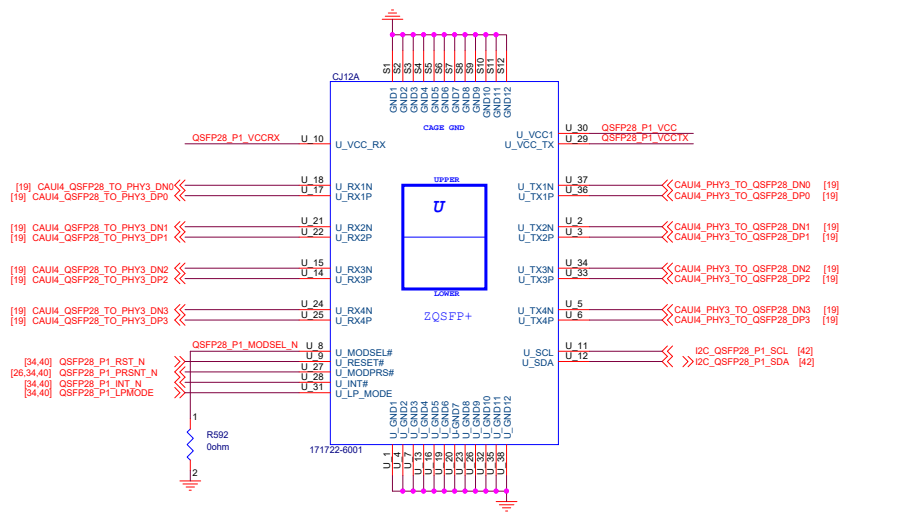 S1 S2 S3 S4 S5 S6 S7 S8 S9 S10 S11 S12
CJ12A
GND1 GND2 GND3 GND4 GND5 GND6 GND7 GND8 GND9 GND10 GND11 GND12
CAGE GND
QSFP28_P1_VCCRX U_10 U_VCC_RX
U_VCC1 U_30 QSFP28_P1_VCC
U_VCC_TX U_29 QSFP28_P1_VCCTX
UPPER
U
LOWER
ZQSFP+
[19] CAUI4_QSFP28_TO_PHY3_DN0 U_18 U_RX1N
[19] CAUI4_QSFP28_TO_PHY3_DP0 U_17 U_RX1P
[19] CAUI4_QSFP28_TO_PHY3_DN1 U_21 U_RX2N
[19] CAUI4_QSFP28_TO_PHY3_DP1 U_22 U_RX2P
[19] CAUI4_QSFP28_TO_PHY3_DN2 U_15 U_RX3N
[19] CAUI4_QSFP28_TO_PHY3_DP2 U_14 U_RX3P
[19] CAUI4_QSFP28_TO_PHY3_DN3 U_24 U_RX4N
[19] CAUI4_QSFP28_TO_PHY3_DP3 U_25 U_RX4P
U_TX1N U_37 CAUI4_PHY3_TO_QSFP28_DN0 [19]
U_TX1P U_36 CAUI4_PHY3_TO_QSFP28_DP0 [19]
U_TX2N U_2 CAUI4_PHY3_TO_QSFP28_DN1 [19]
U_TX2P U_3 CAUI4_PHY3_TO_QSFP28_DP1 [19]
U_TX3N U_34 CAUI4_PHY3_TO_QSFP28_DN2 [19]
U_TX3P U_33 CAUI4_PHY3_TO_QSFP28_DP2 [19]
U_TX4N U_5 CAUI4_PHY3_TO_QSFP28_DN3 [19]
U_TX4P U_6 CAUI4_PHY3_TO_QSFP28_DP3 [19]
QSFP28_P1_MODSEL_N U_8 U_MODSEL#
[34,40] QSFP28_P1_RST_N U_9 U_RESET#
[26,34,40] QSFP28_P1_PRSNT_N U_27 U_MODPRS#
[34,40] QSFP28_P1_INT_N U_28 U_INT#
[34,40] QSFP28_P1_LPMODE U_31 U_LP_MODE
U_SCL U_11 I2C_QSFP28_P1_SCL [42]
U_SDA U_12 I2C_QSFP28_P1_SDA [42]
U_GND1 U_GND2 U_GND3 U_GND4 U_GND5 U_GND6 U-GND7 U_GND8 U_GND9 U_GND10 U_GND11 U_GND12
171722-6001
U_1 U_4 U_7 U_13 U_16 U_19 U_20 U_23 U_26 U_32 U_35 U_38
1
R592
0ohm
2